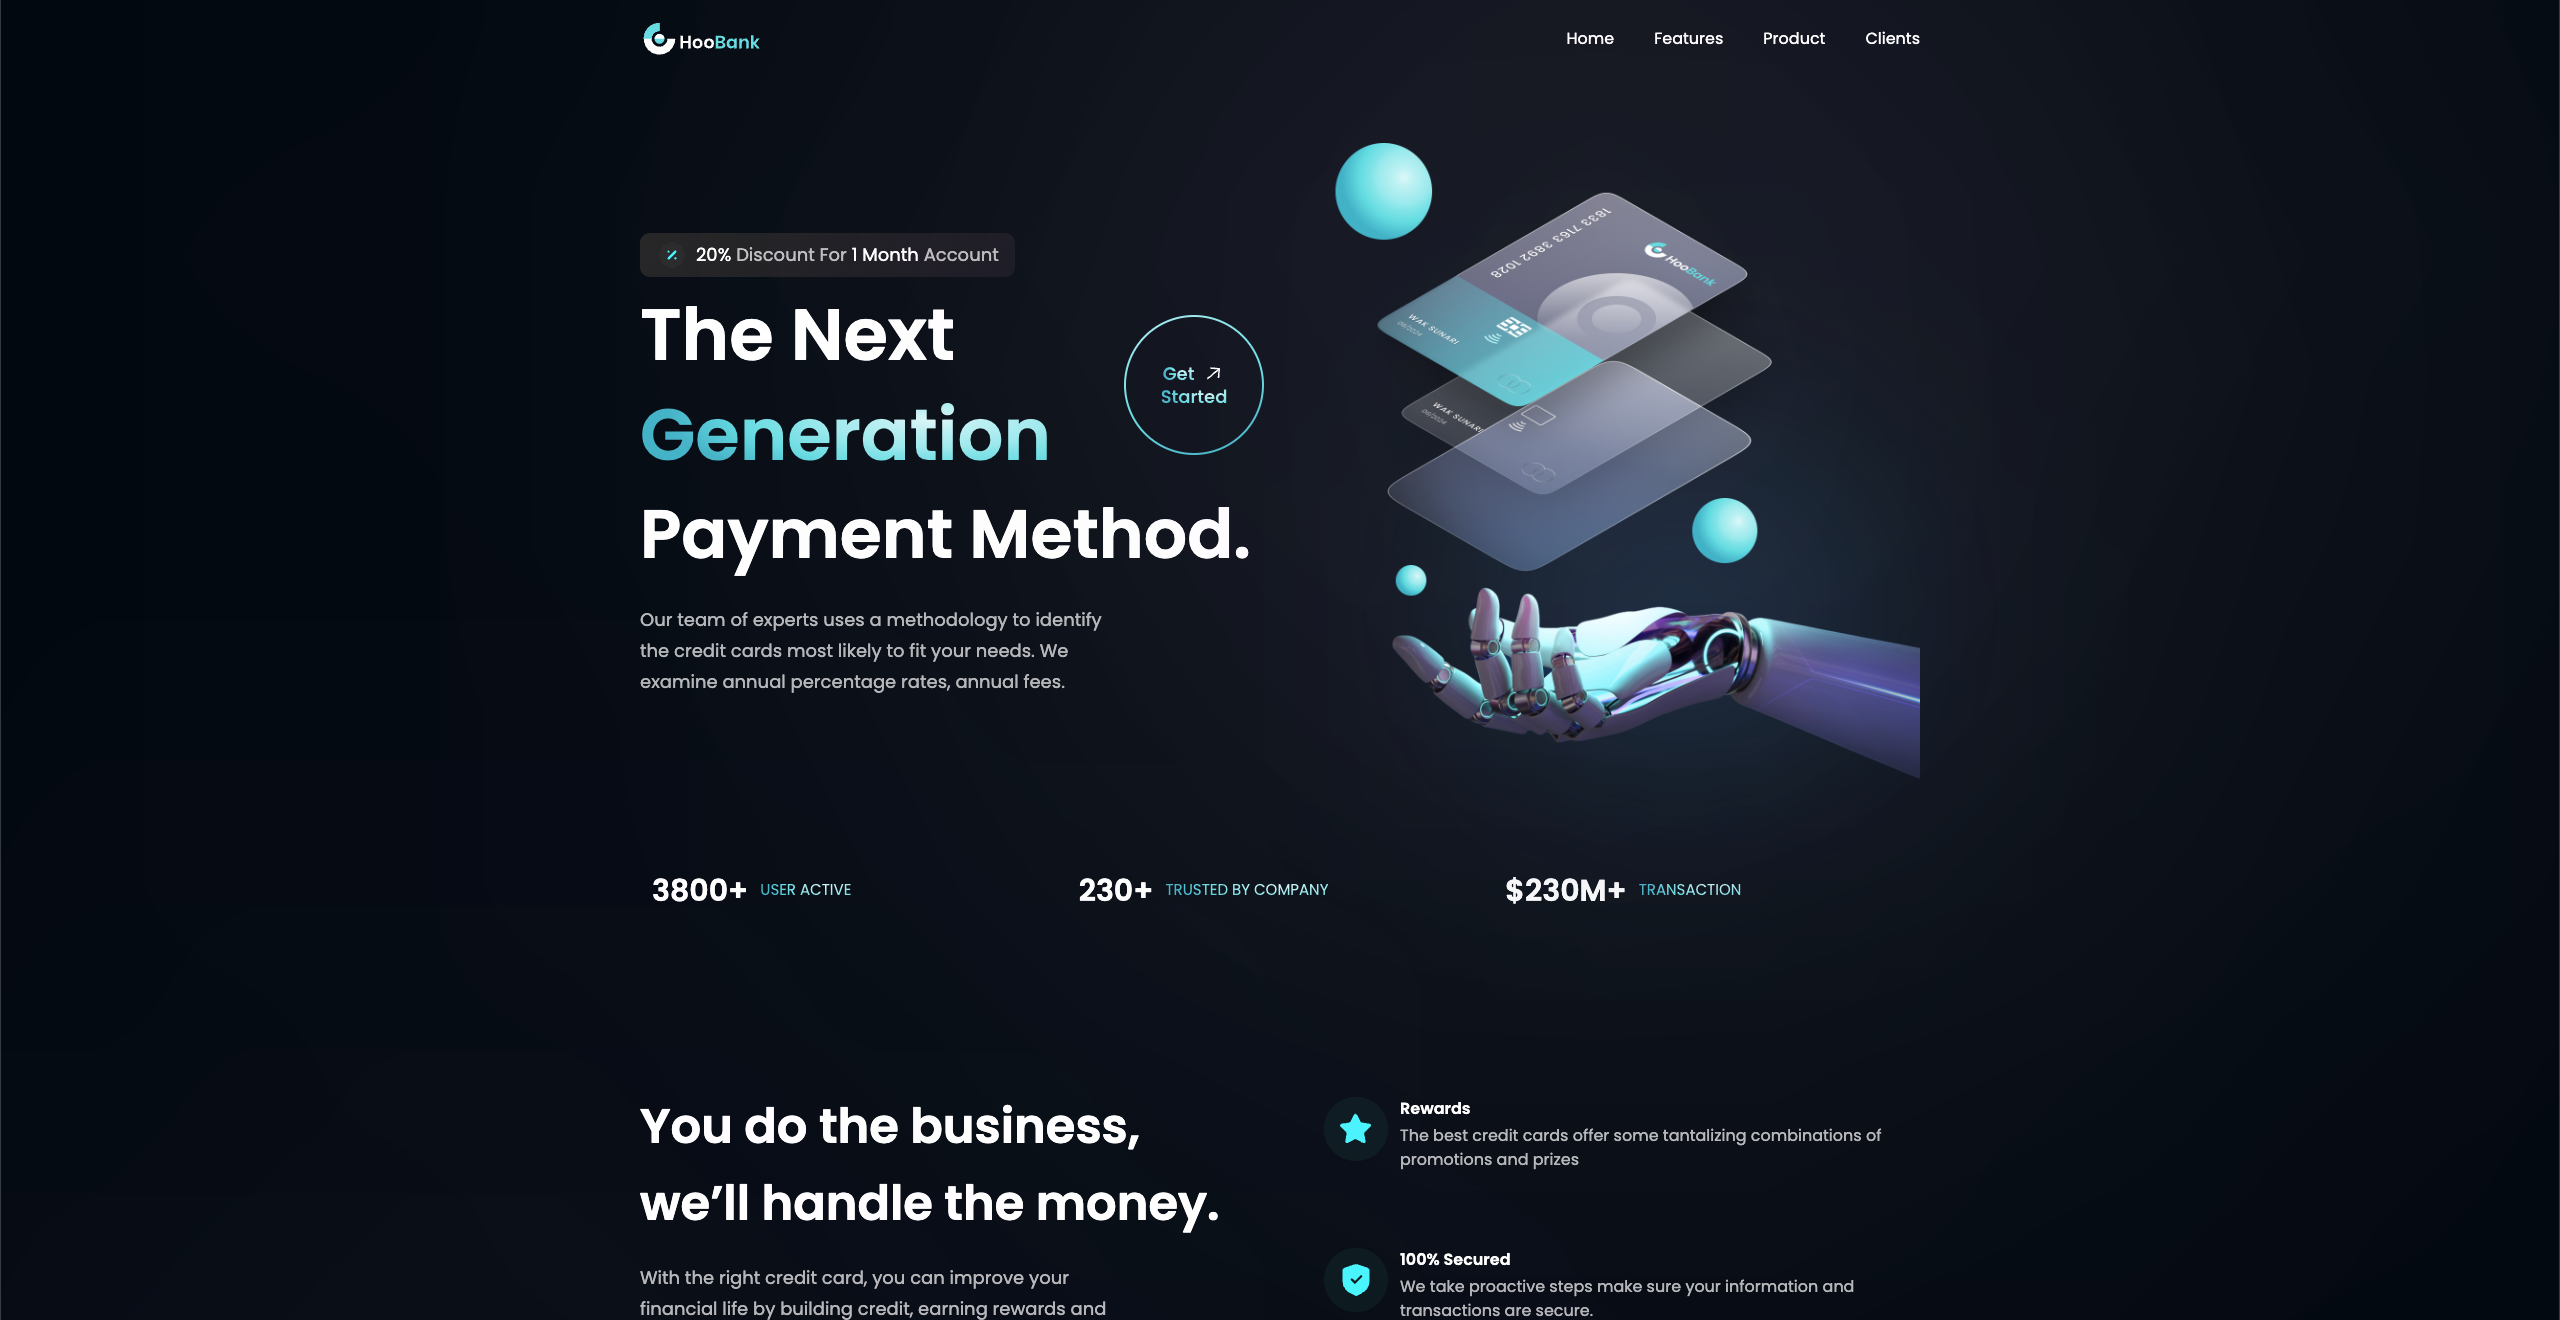 HooBank
Home Features Product Clients
20% Discount For 1 Month Account
The Next
Generation
Payment Method.
Get
Started
Our team of experts uses a methodology to identify
the credit cards most likely to fit your needs. We
examine annual percentage rates, annual fees.
1833 7163 3892 1028
HooBank
WAK SUNARI
08/2024
WAK SUNARI
08/2024
3800+ USER ACTIVE
230+ TRUSTED BY COMPANY
$230M+ TRANSACTION
You do the business,
we’ll handle the money.
With the right credit card, you can improve your
financial life by building credit, earning rewards and
Rewards
The best credit cards offer some tantalizing combinations of
promotions and prizes
100% Secured
We take proactive steps make sure your information and
transactions are secure.